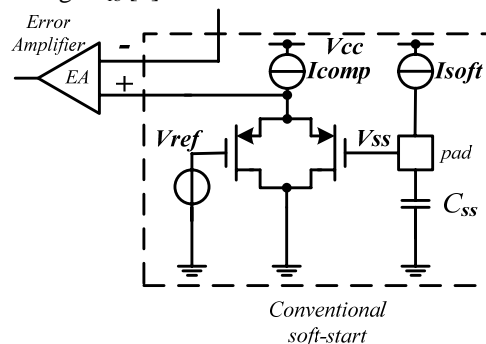 Error
Amplifier
EA
-
+
Vcc
Icomp
Isoft
Vref
Vss
pad
Css
Conventional
soft-start